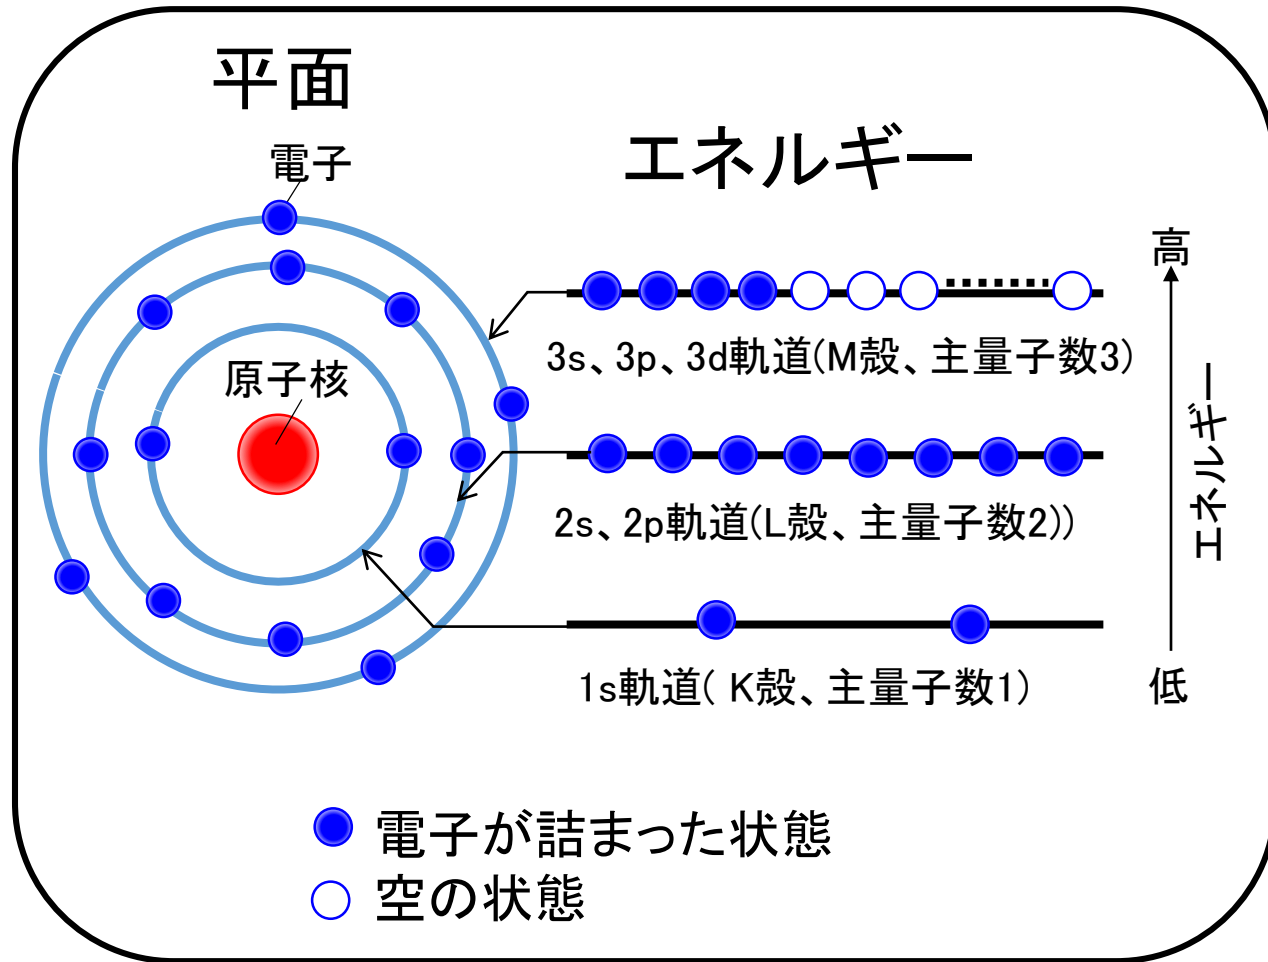 平面
電子
エネルギー
原子核
高
3s、3p、3d軌道(M殻、主量子数3)
2s、2p軌道(L殻、主量子数2))
エネルギー
1s軌道( K殻、主量子数1)
低
電子が詰まった状態
空の状態